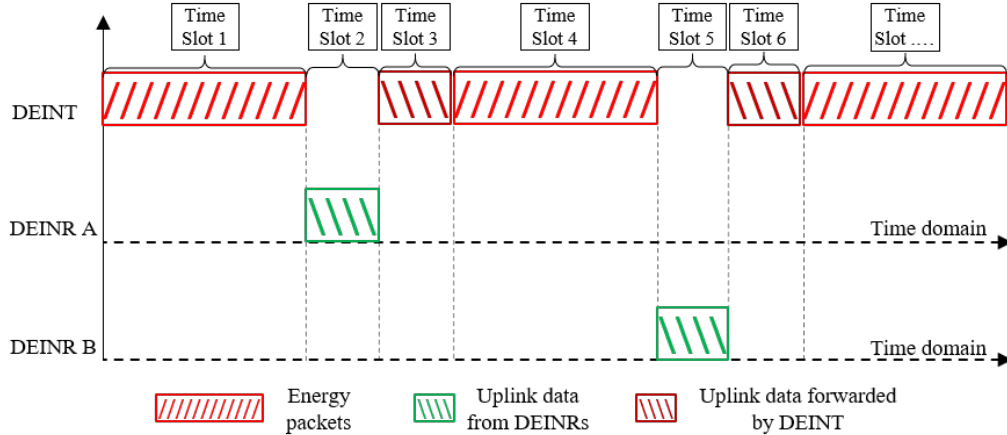 Time Slot 1
Time Slot 2
Time Slot 3
Time Slot 4
Time Slot 5
Time Slot 6
Time Slot ....
DEINT
DEINR A
Time domain
DEINR B
Time domain
Energy packets
Uplink data from DEINRs
Uplink data forwarded by DEINT